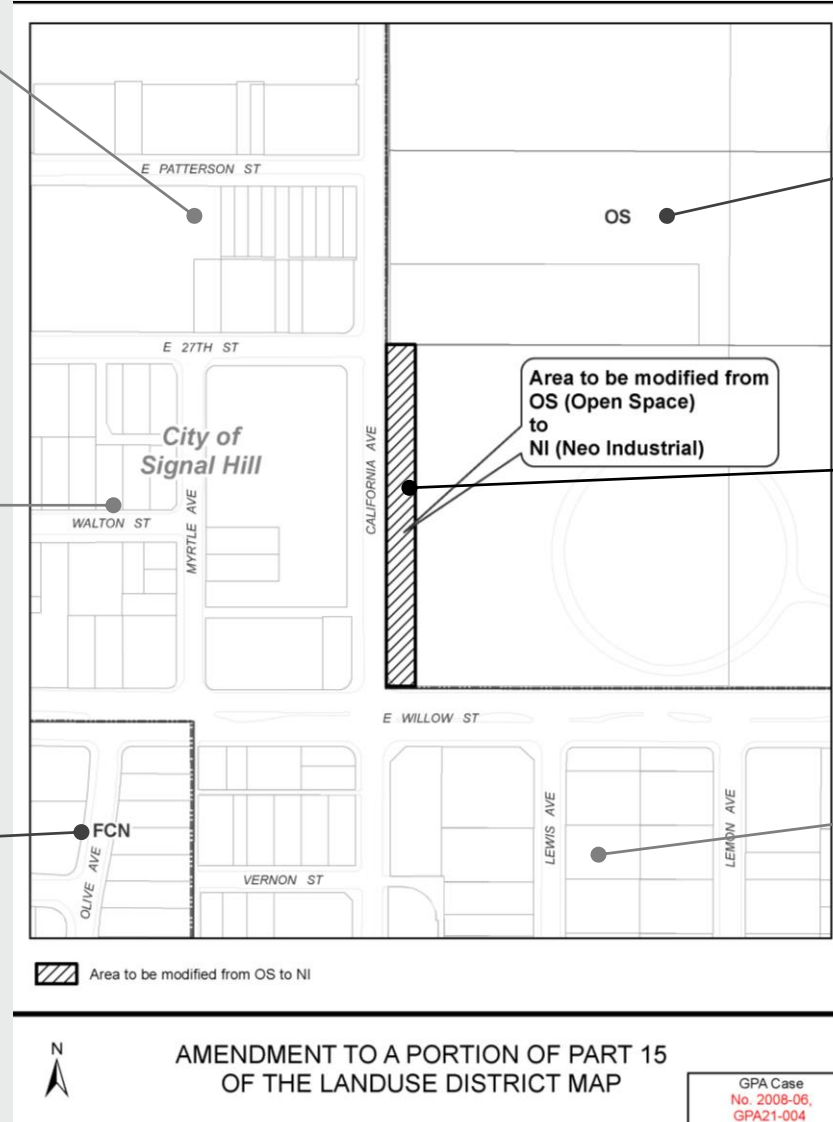 E PATTERSON ST
OS
E 27TH ST
Area to be modified from
OS (Open Space)
to
NI (Neo Industrial)
City of
Signal Hill
CALIFORNIA AVE
MYRTLE AVE
WALTON ST
E WILLOW ST
FCN
OLIVE AVE
VERNON ST
LEWIS AVE
LEMON AVE
Area to be modified from OS to NI
N
AMENDMENT TO A PORTION OF PART 15
OF THE LANDUSE DISTRICT MAP
GPA Case
No. 2008-06,
GPA21-004